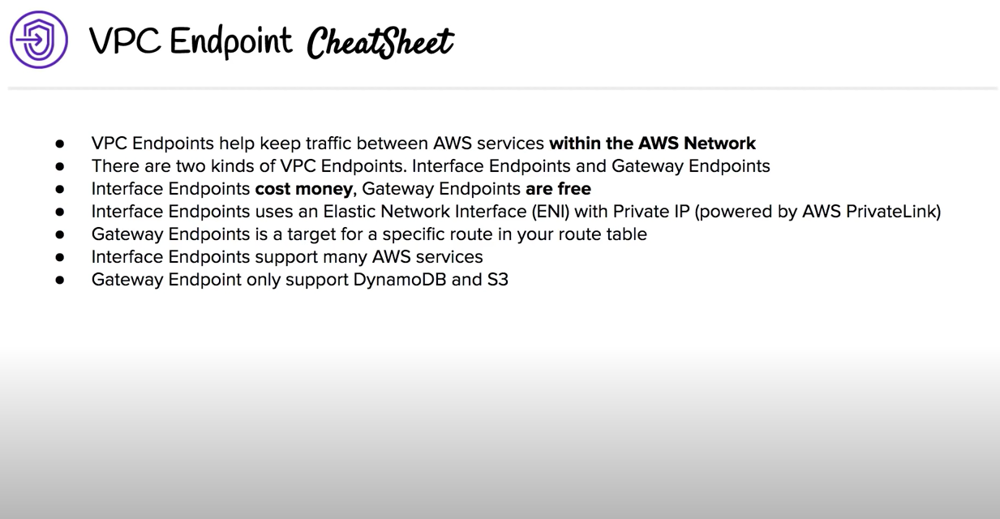 VPC Endpoint CheatSheet
● VPC Endpoints help keep traffic between AWS services within the AWS Network
● There are two kinds of VPC Endpoints. Interface Endpoints and Gateway Endpoints
● Interface Endpoints cost money, Gateway Endpoints are free
● Interface Endpoints uses an Elastic Network Interface (ENI) with Private IP (powered by AWS PrivateLink)
● Gateway Endpoints is a target for a specific route in your route table
● Interface Endpoints support many AWS services
● Gateway Endpoint only support DynamoDB and S3